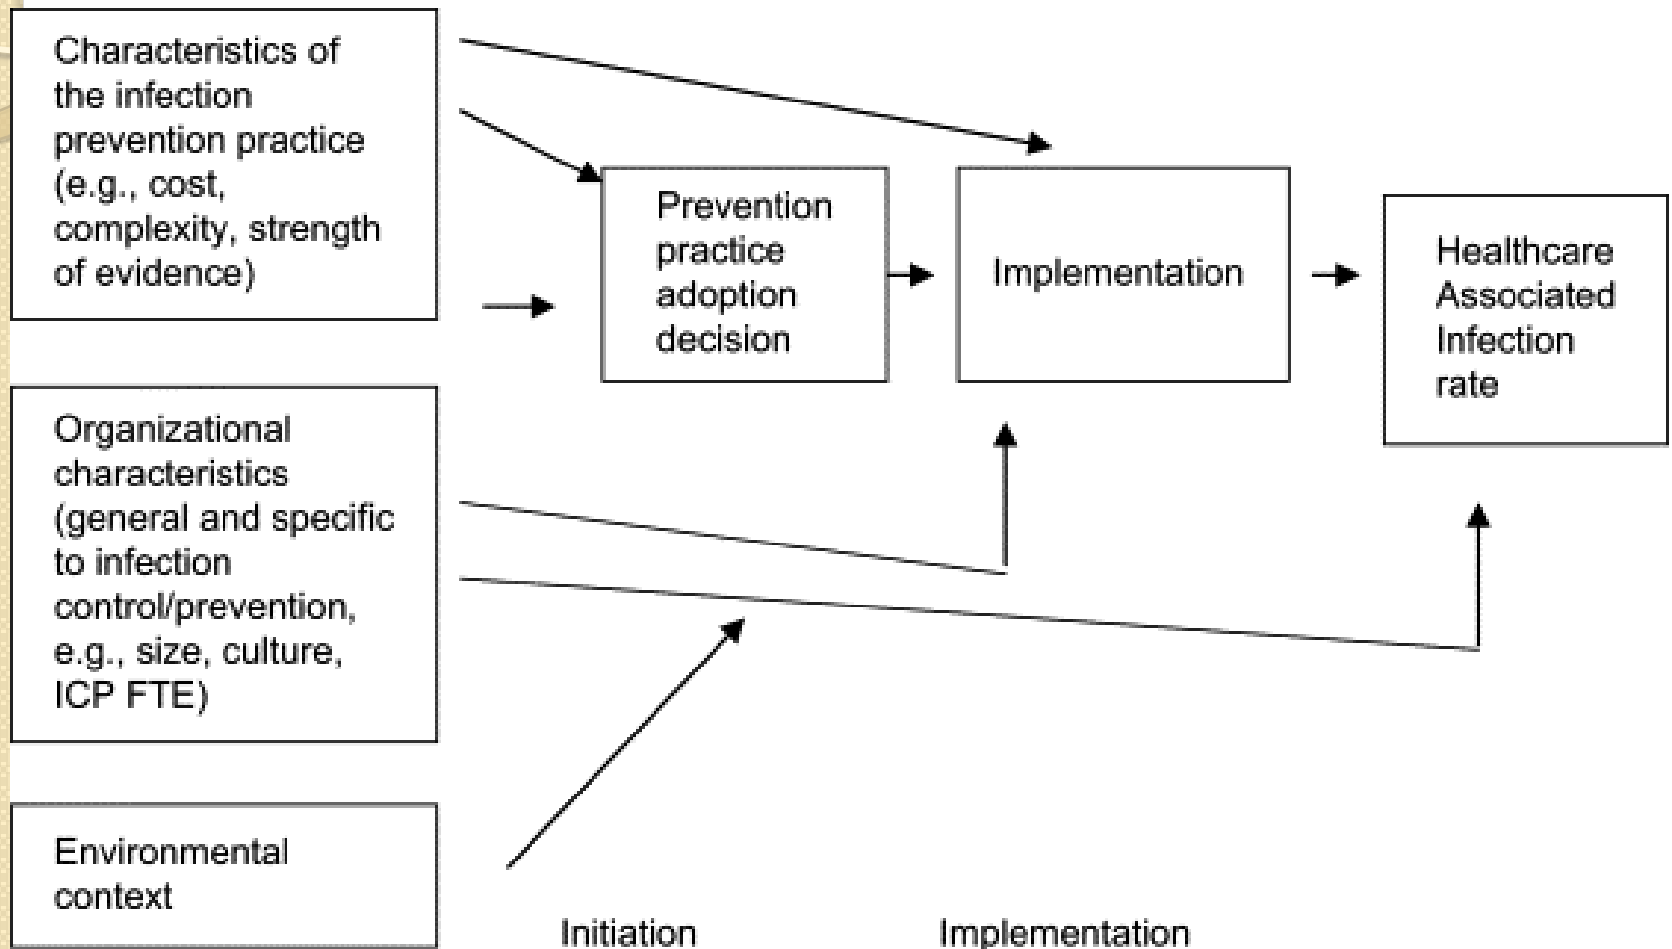 Characteristics of
the infection
prevention practice
(e.g., cost,
complexity, strength
of evidence)
Prevention
practice
adoption
decision
Implementation
Healthcare
Associated
Infection
rate
Organizational
characteristics
(general and specific
to infection
control/prevention,
e.g., size, culture,
ICP FTE)
Environmental
context
Initiation
Implementation